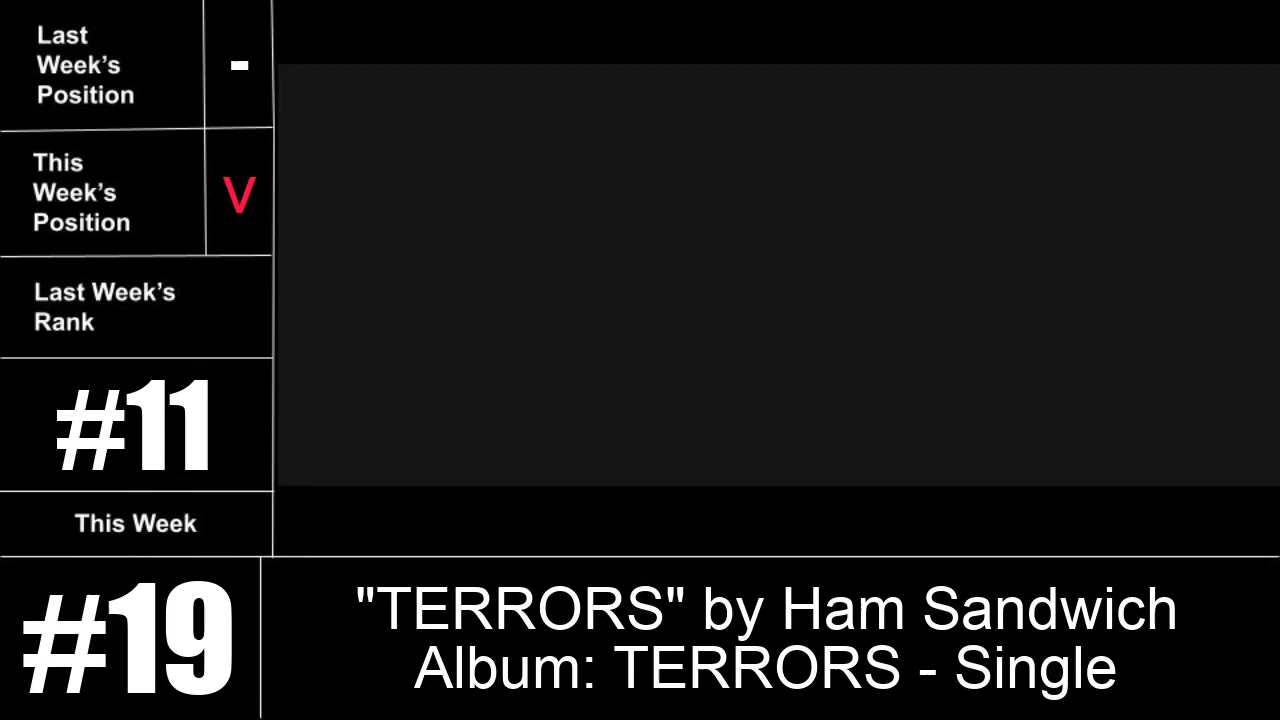 Last
Week's
Position
-
This
Week's
Position
V
Last Week's
Rank
#11
This Week
#19
"TERRORS" by Ham Sandwich
Album: TERRORS - Single